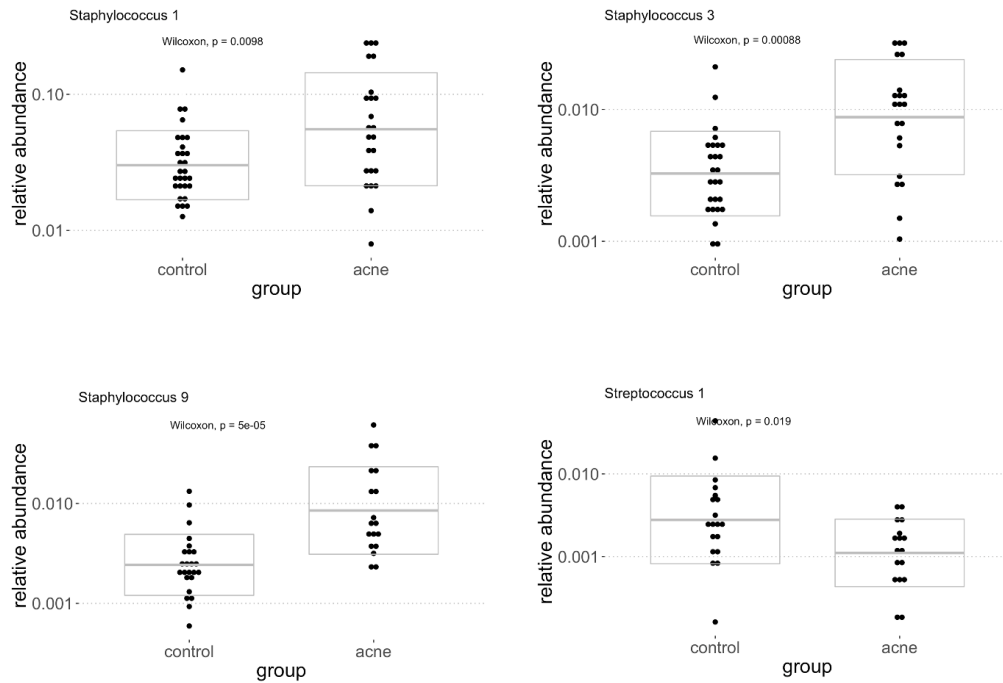 Staphylococcus 1
Wilcoxon, p = 0.0098
relative abundance
0.10
0.01
control
acne
group
Staphylococcus 3
Wilcoxon, p = 0.00088
relative abundance
0.010
0.001
control
acne
group
Staphylococcus 9
Wilcoxon, p = 5e-05
relative abundance
0.010
0.001
control
acne
group
Streptococcus 1
Wilcoxon, p = 0.019
relative abundance
0.010
0.001
control
acne
group